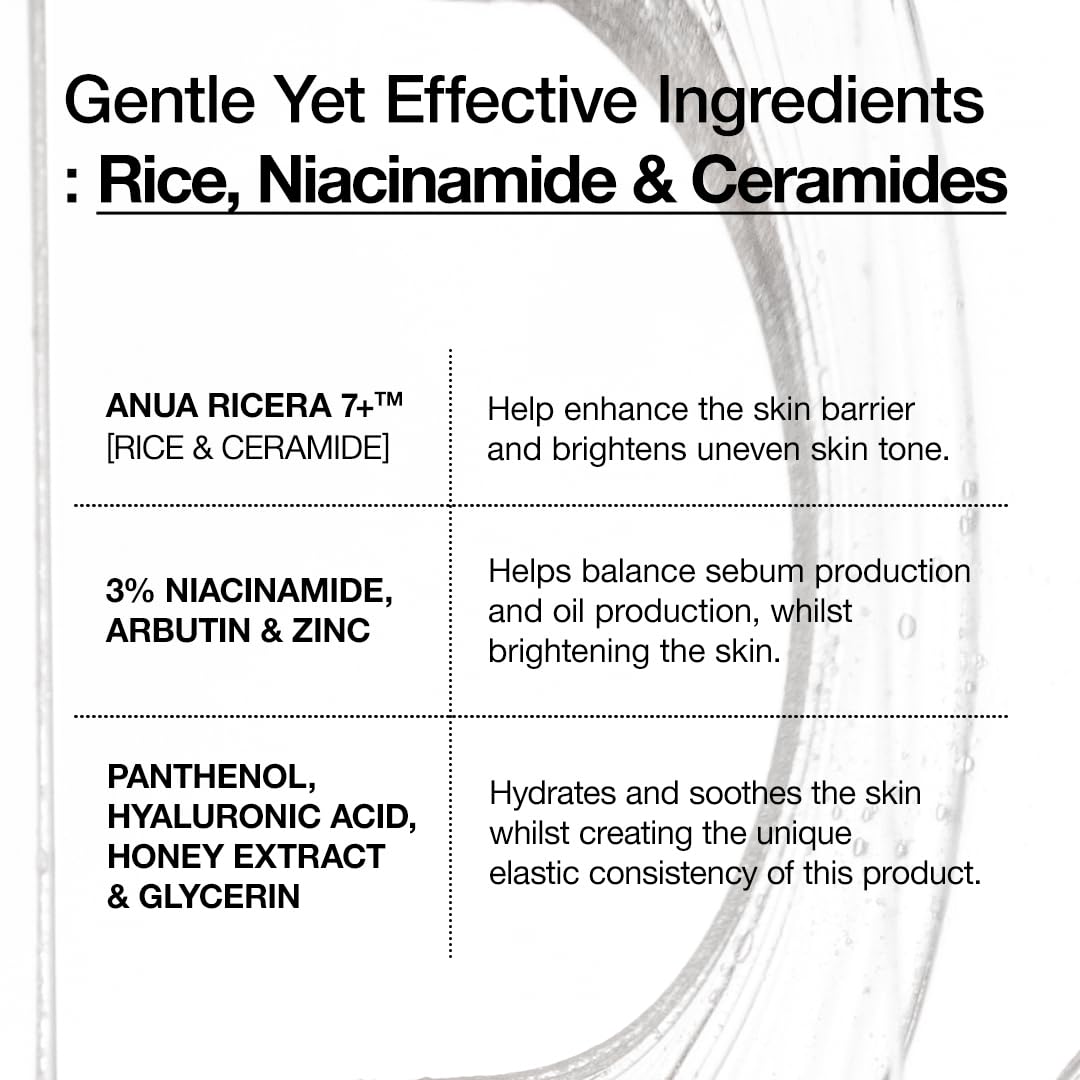 Gentle Yet Effective Ingredients
: Rice, Niacinamide & Ceramides
ANUA RICERA 7+™
[RICE & CERAMIDE]
Help enhance the skin barrier
and brightens uneven skin tone.
3% NIACINAMIDE,
ARBUTIN & ZINC
Helps balance sebum production
and oil production, whilst
brightening the skin.
PANTHENOL,
HYALURONIC ACID,
HONEY EXTRACT
& GLYCERIN
Hydrates and soothes the skin
whilst creating the unique
elastic consistency of this product.